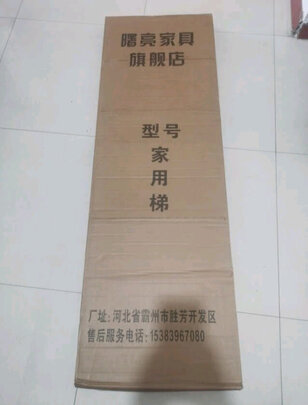 曙亮家具
旗舰店
型号
家
用
梯
厂址:河北省霸州市胜芳开发区
售后服务电话:15383967080